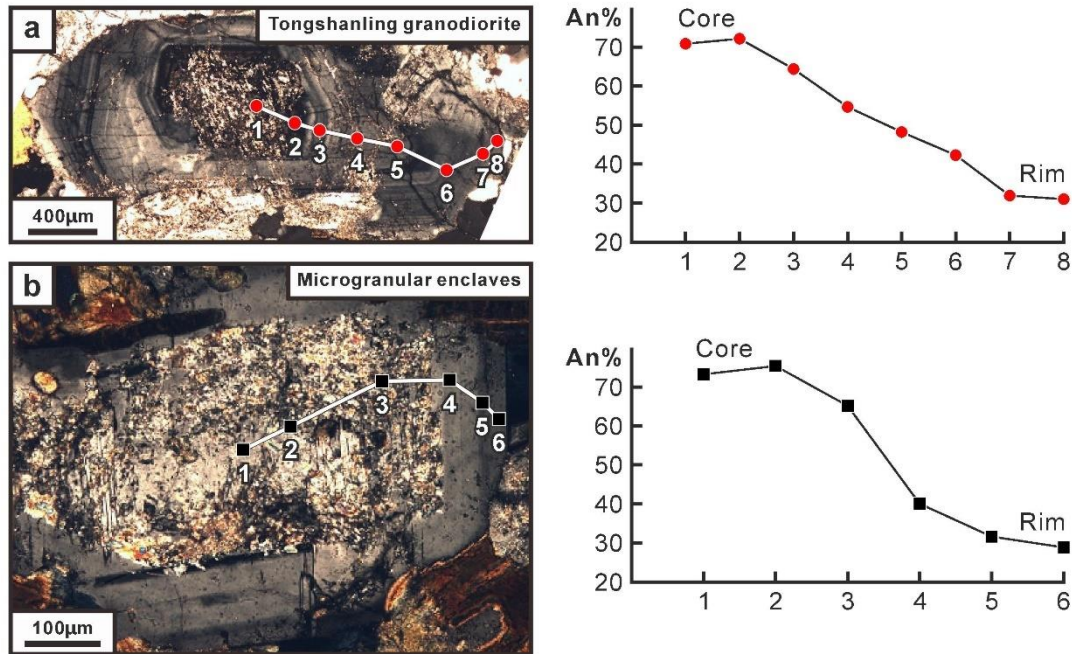 a
Tongshanling granodiorite
1
2
3
4
5
6
7
8
400μm
An%
Core
70
60
50
40
30
20
Rim
1 2 3 4 5 6 7 8
b
Microgranular enclaves
1
2
3
4
5
6
100μm
An%
Core
70
60
50
40
30
20
Rim
1 2 3 4 5 6